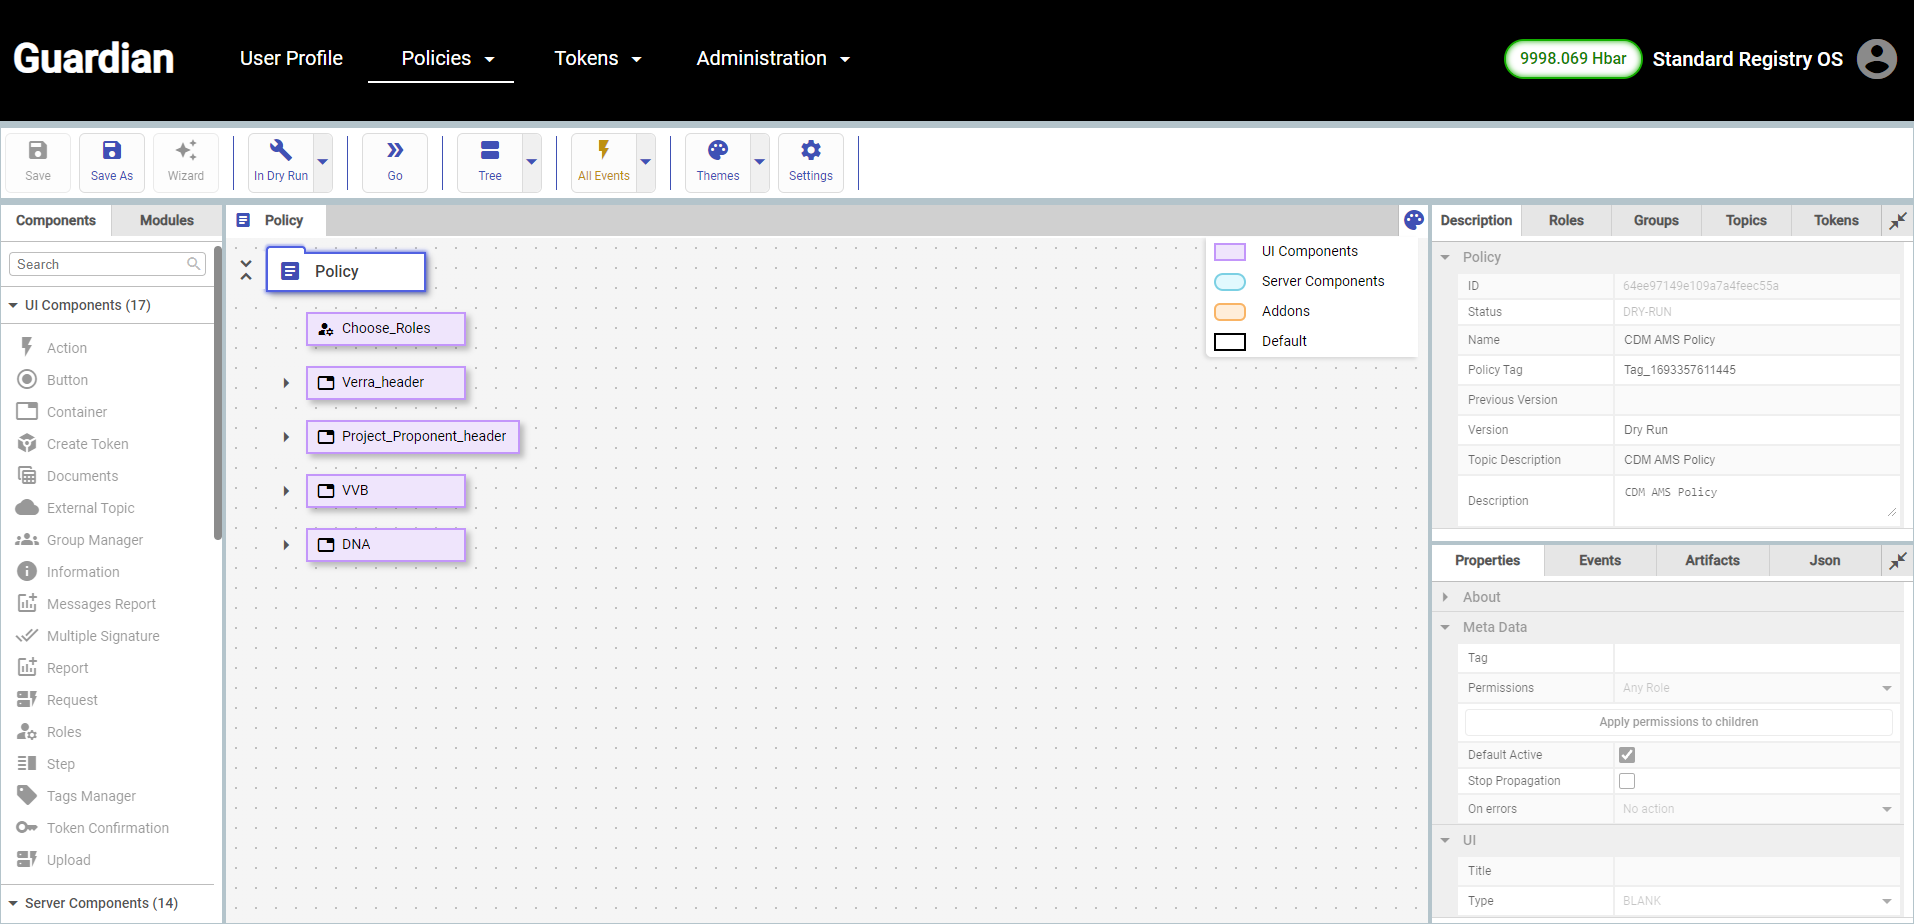 Guardian
User Profile
Policies
Tokens
Administration
9998.069 Hbar
Standard Registry OS
Save
Save As
Wizard
In Dry Run
Go
Tree
All Events
Themes
Settings
Components
Modules
Search
UI Components (17)
Action
Button
Container
Create Token
Documents
External Topic
Group Manager
Information
Messages Report
Multiple Signature
Report
Request
Roles
Step
Tags Manager
Token Confirmation
Upload
Server Components (14)
Policy
Policy
Choose_Roles
Verra_header
Project_Proponent_header
VVB
DNA
UI Components
Server Components
Addons
Default
Description
Roles
Groups
Topics
Tokens
Policy
ID 64ee97149e109a7a4feec55a
Status DRY-RUN
Name CDM AMS Policy
Policy Tag Tag_1693357611445
Previous Version
Version Dry Run
Topic Description CDM AMS Policy
Description CDM AMS Policy
Properties
Events
Artifacts
Json
About
Meta Data
Tag
Permissions Any Role
Apply permissions to children
Default Active
Stop Propagation
On errors No action
UI
Title
Type BLANK